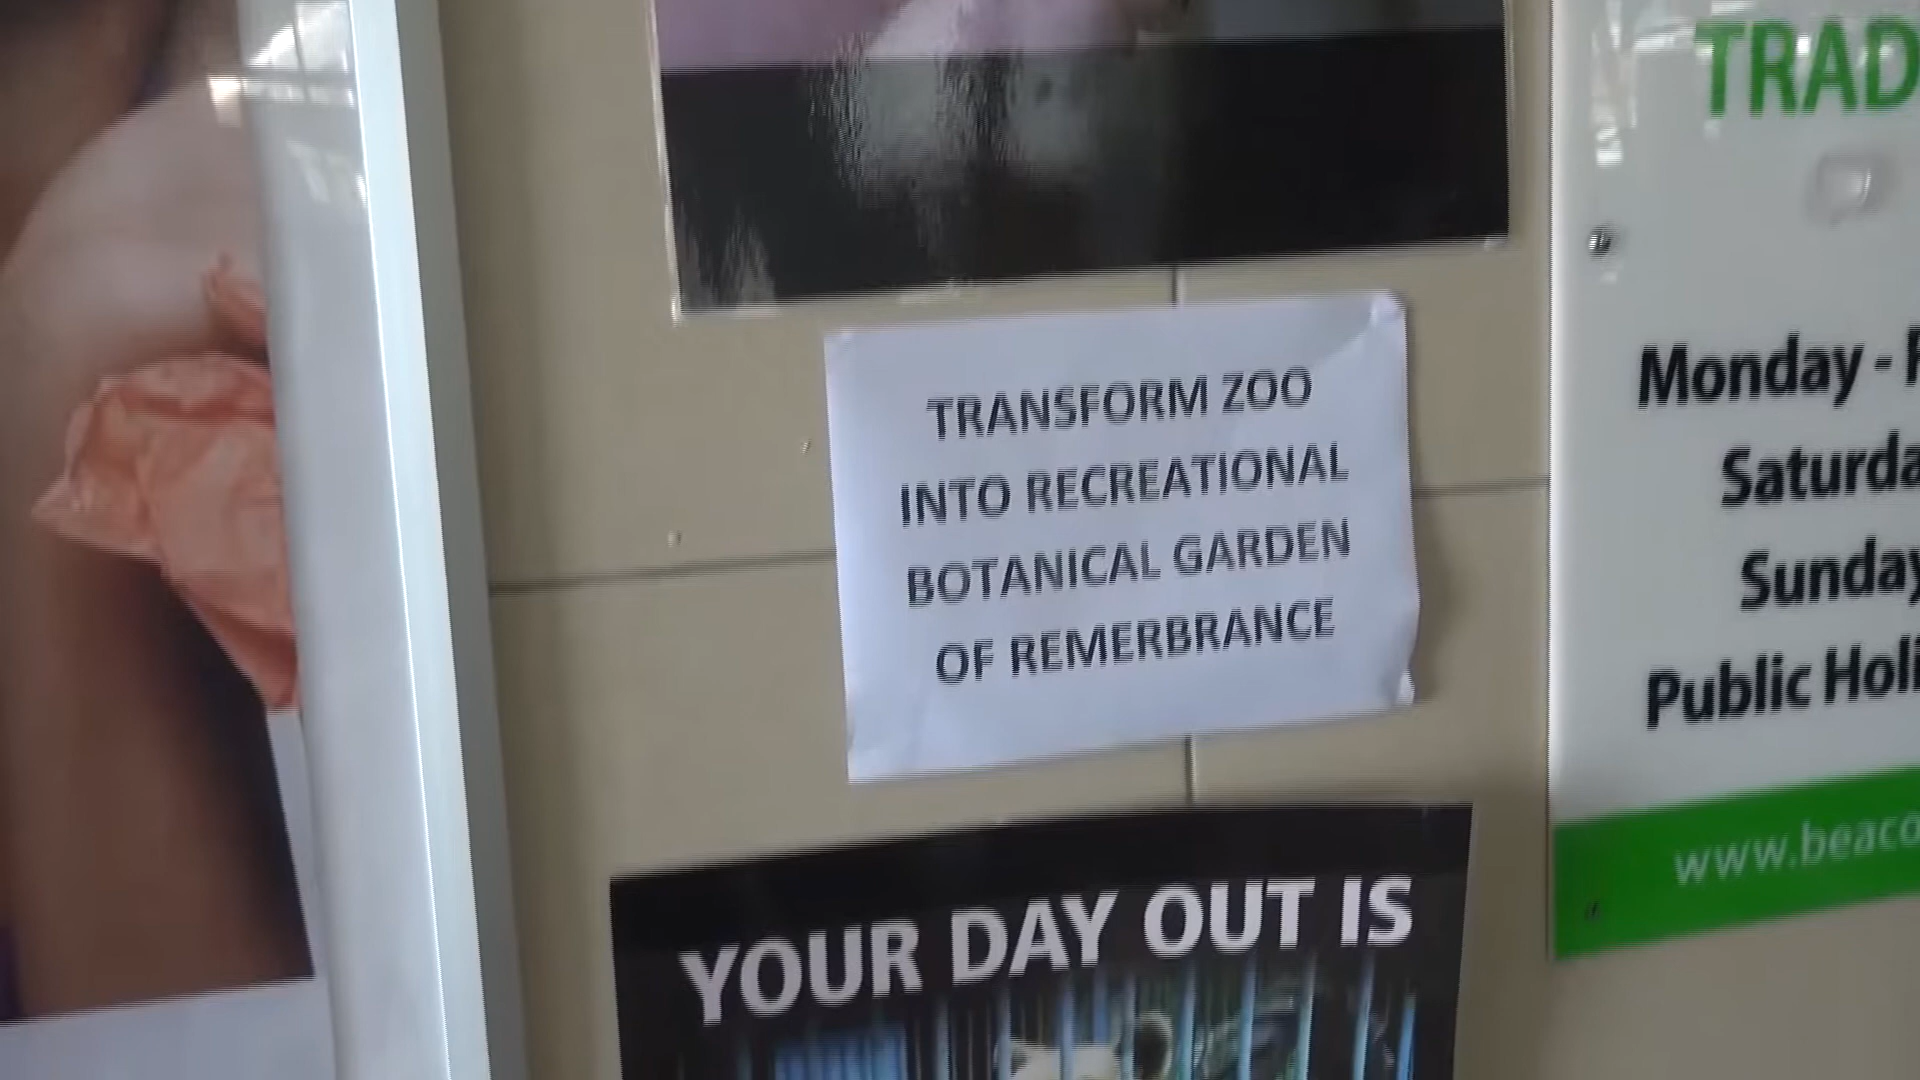 TRANSFORM ZOO
INTO RECREATIONAL
BOTANICAL GARDEN
OF REMERBRANCE
YOUR DAY OUT IS
TRAD
Monday -
Saturda
Sunday
Public Holi
www.beaco